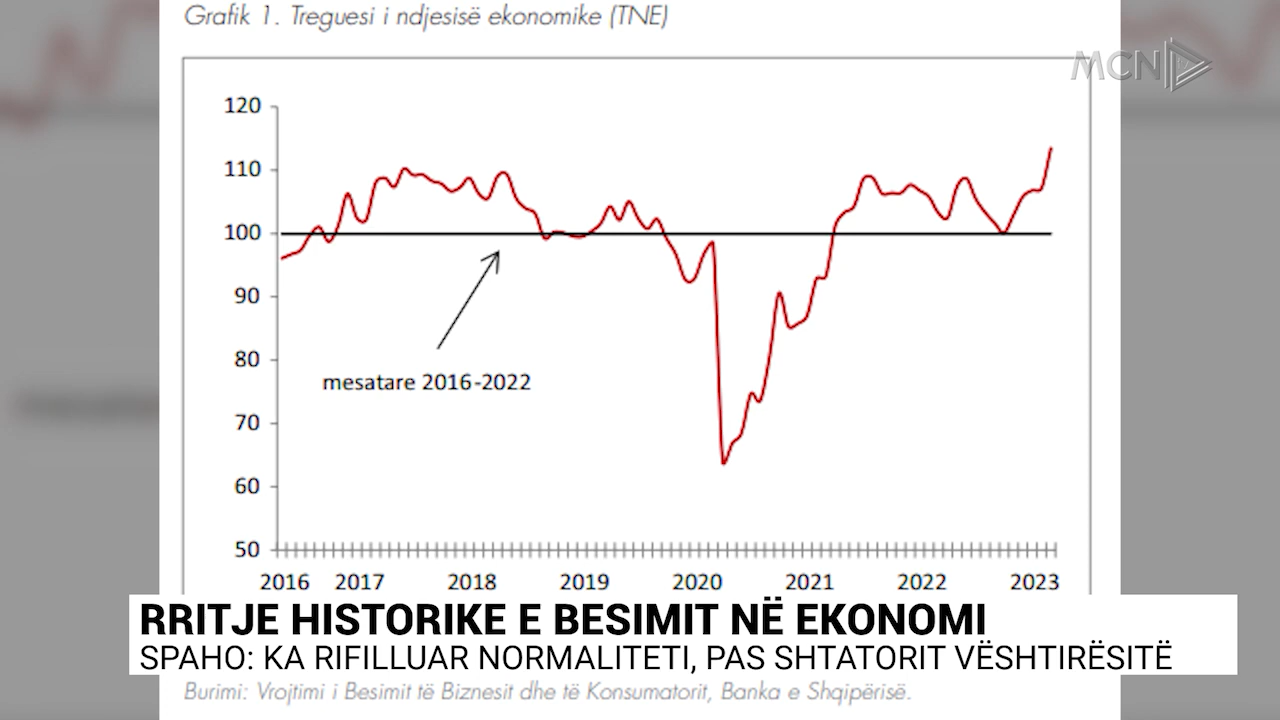 Grafik 1. Treguesi i ndjesisë ekonomike (TNE)
MCN
120
110
100
90
80
70
60
50
mesatare 2016-2022
2016 2017 2018 2019 2020 2021 2022 2023
RRITJE HISTORIKE E BESIMIT NË EKONOMI
SPAHO: KA RIFILLUAR NORMALITETI, PAS SHTATORIT VËSHTIRËSITË
Burimi: Vrojtimi i Besimit të Biznesit dhe të Konsumatorit, Banka e Shqipërisë.